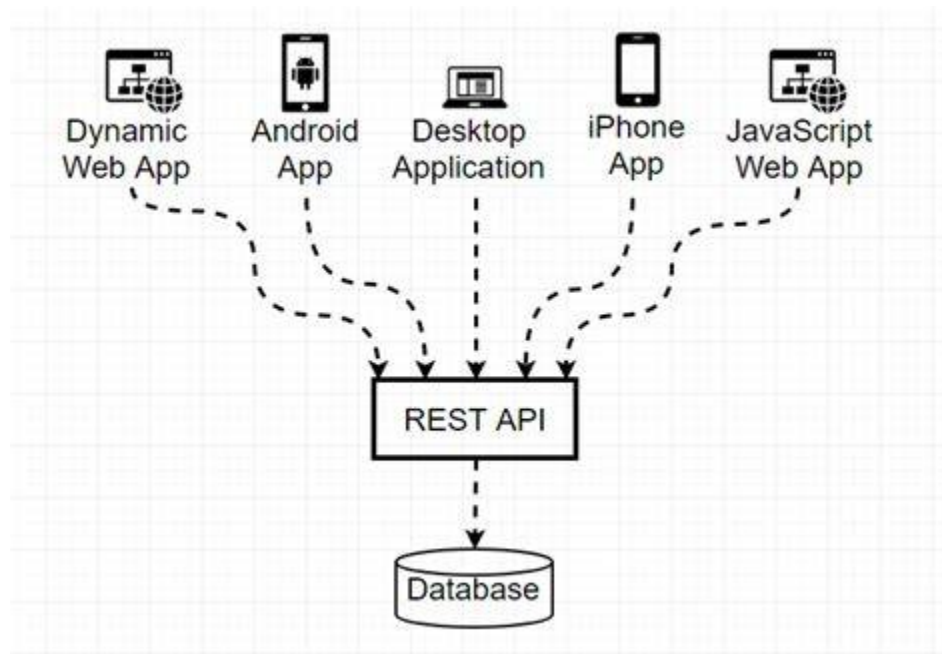 Dynamic
Web App
Android
App
Desktop
Application
iPhone
App
JavaScript
Web App
REST API
Database